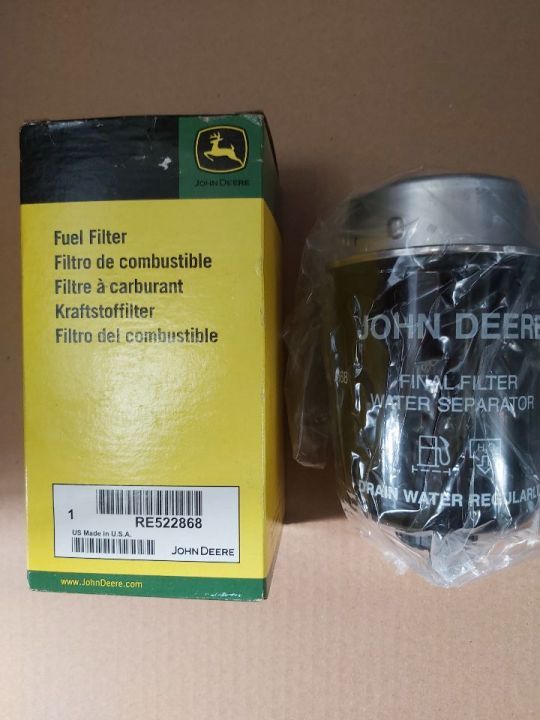 JOHN DEERE
Fuel Filter
Filtro de combustible
Filtre à carburant
Kraftstoffilter
Filtro del combustible
1
RE522868
US Made in U.S.A.
JOHN DEERE
www.JohnDeere.com
JOHN DEERE
FINAL FILTER
WATER SEPARATOR
DRAIN WATER REGULARLY